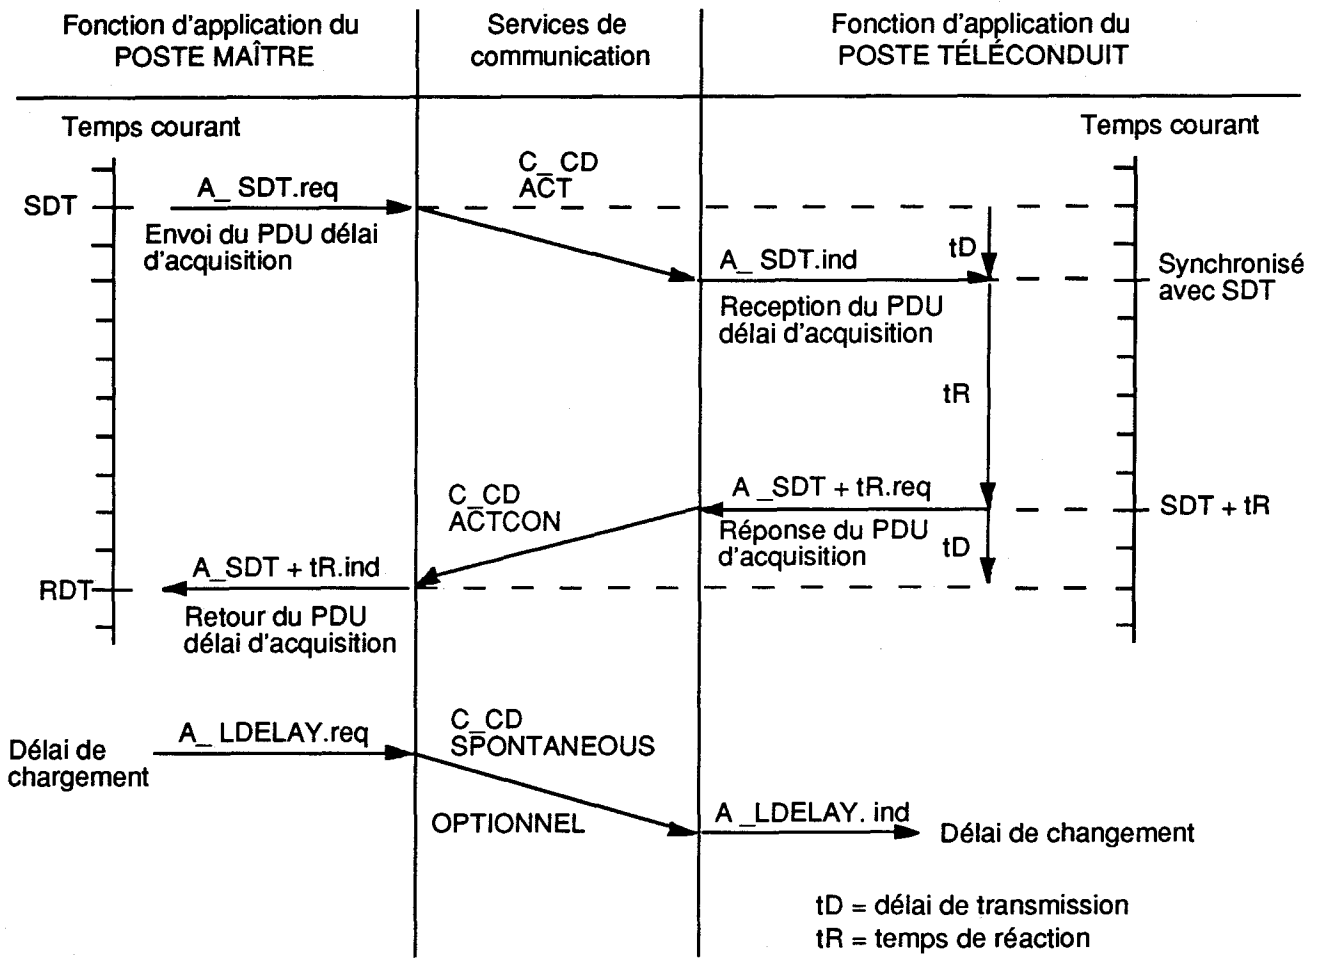 Fonction d'application du
POSTE MAÎTRE
Services de
communication
Fonction d'application du
POSTE TÉLÉCONDUIT
Temps courant
Temps courant
SDT
A_ SDT.req
C_ CD
ACT
Envoi du PDU délai
d'acquisition
A_ SDT.ind
tD
Synchronisé
avec SDT
Reception du PDU
délai d'acquisition
tR
C_CD
ACTCON
A _SDT + tR.req
SDT + tR
Réponse du PDU
d'acquisition
tD
RDT
A_SDT + tR.ind
Retour du PDU
délai d'acquisition
Délai de
chargement
A_ LDELAY.req
C_CD
SPONTANEOUS
OPTIONNEL
A _LDELAY. ind
Délai de changement
tD = délai de transmission
tR = temps de réaction